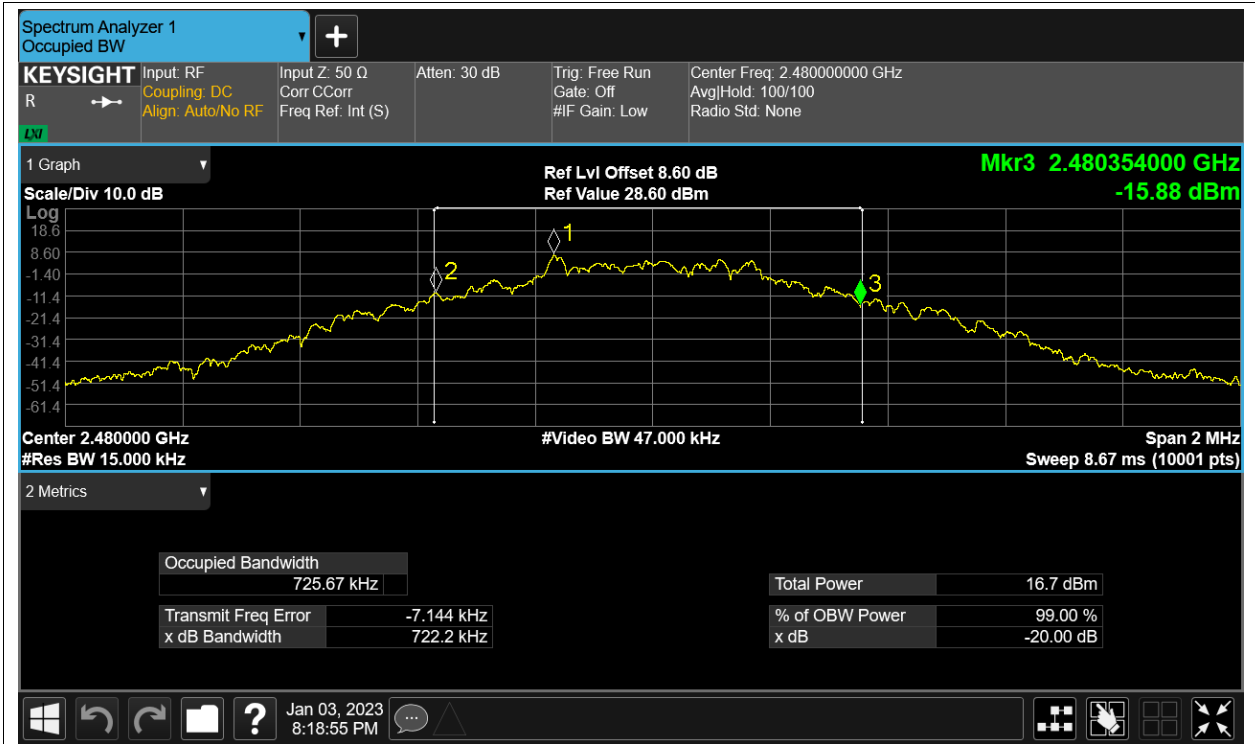 Spectrum Analyzer 1
Occupied BW
KEYSIGHT
R
LXI
Input: RF
Coupling: DC
Align: Auto/No RF
Input Z: 50 Ω
Corr CCorr
Freq Ref: Int (S)
Atten: 30 dB
Trig: Free Run
Gate: Off
#IF Gain: Low
Center Freq: 2.480000000 GHz
Avg|Hold: 100/100
Radio Std: None
1 Graph
Scale/Div 10.0 dB
Ref Lvl Offset 8.60 dB
Ref Value 28.60 dBm
Mkr3 2.480354000 GHz
-15.88 dBm
Log
18.6
8.60
-1.40
-11.4
-21.4
-31.4
-41.4
-51.4
-61.4
1
2
3
Center 2.480000 GHz
#Res BW 15.000 kHz
#Video BW 47.000 kHz
Span 2 MHz
Sweep 8.67 ms (10001 pts)
2 Metrics
Occupied Bandwidth
725.67 kHz
Transmit Freq Error -7.144 kHz
x dB Bandwidth 722.2 kHz
Total Power 16.7 dBm
% of OBW Power 99.00 %
x dB -20.00 dB
?
Jan 03, 2023
8:18:55 PM